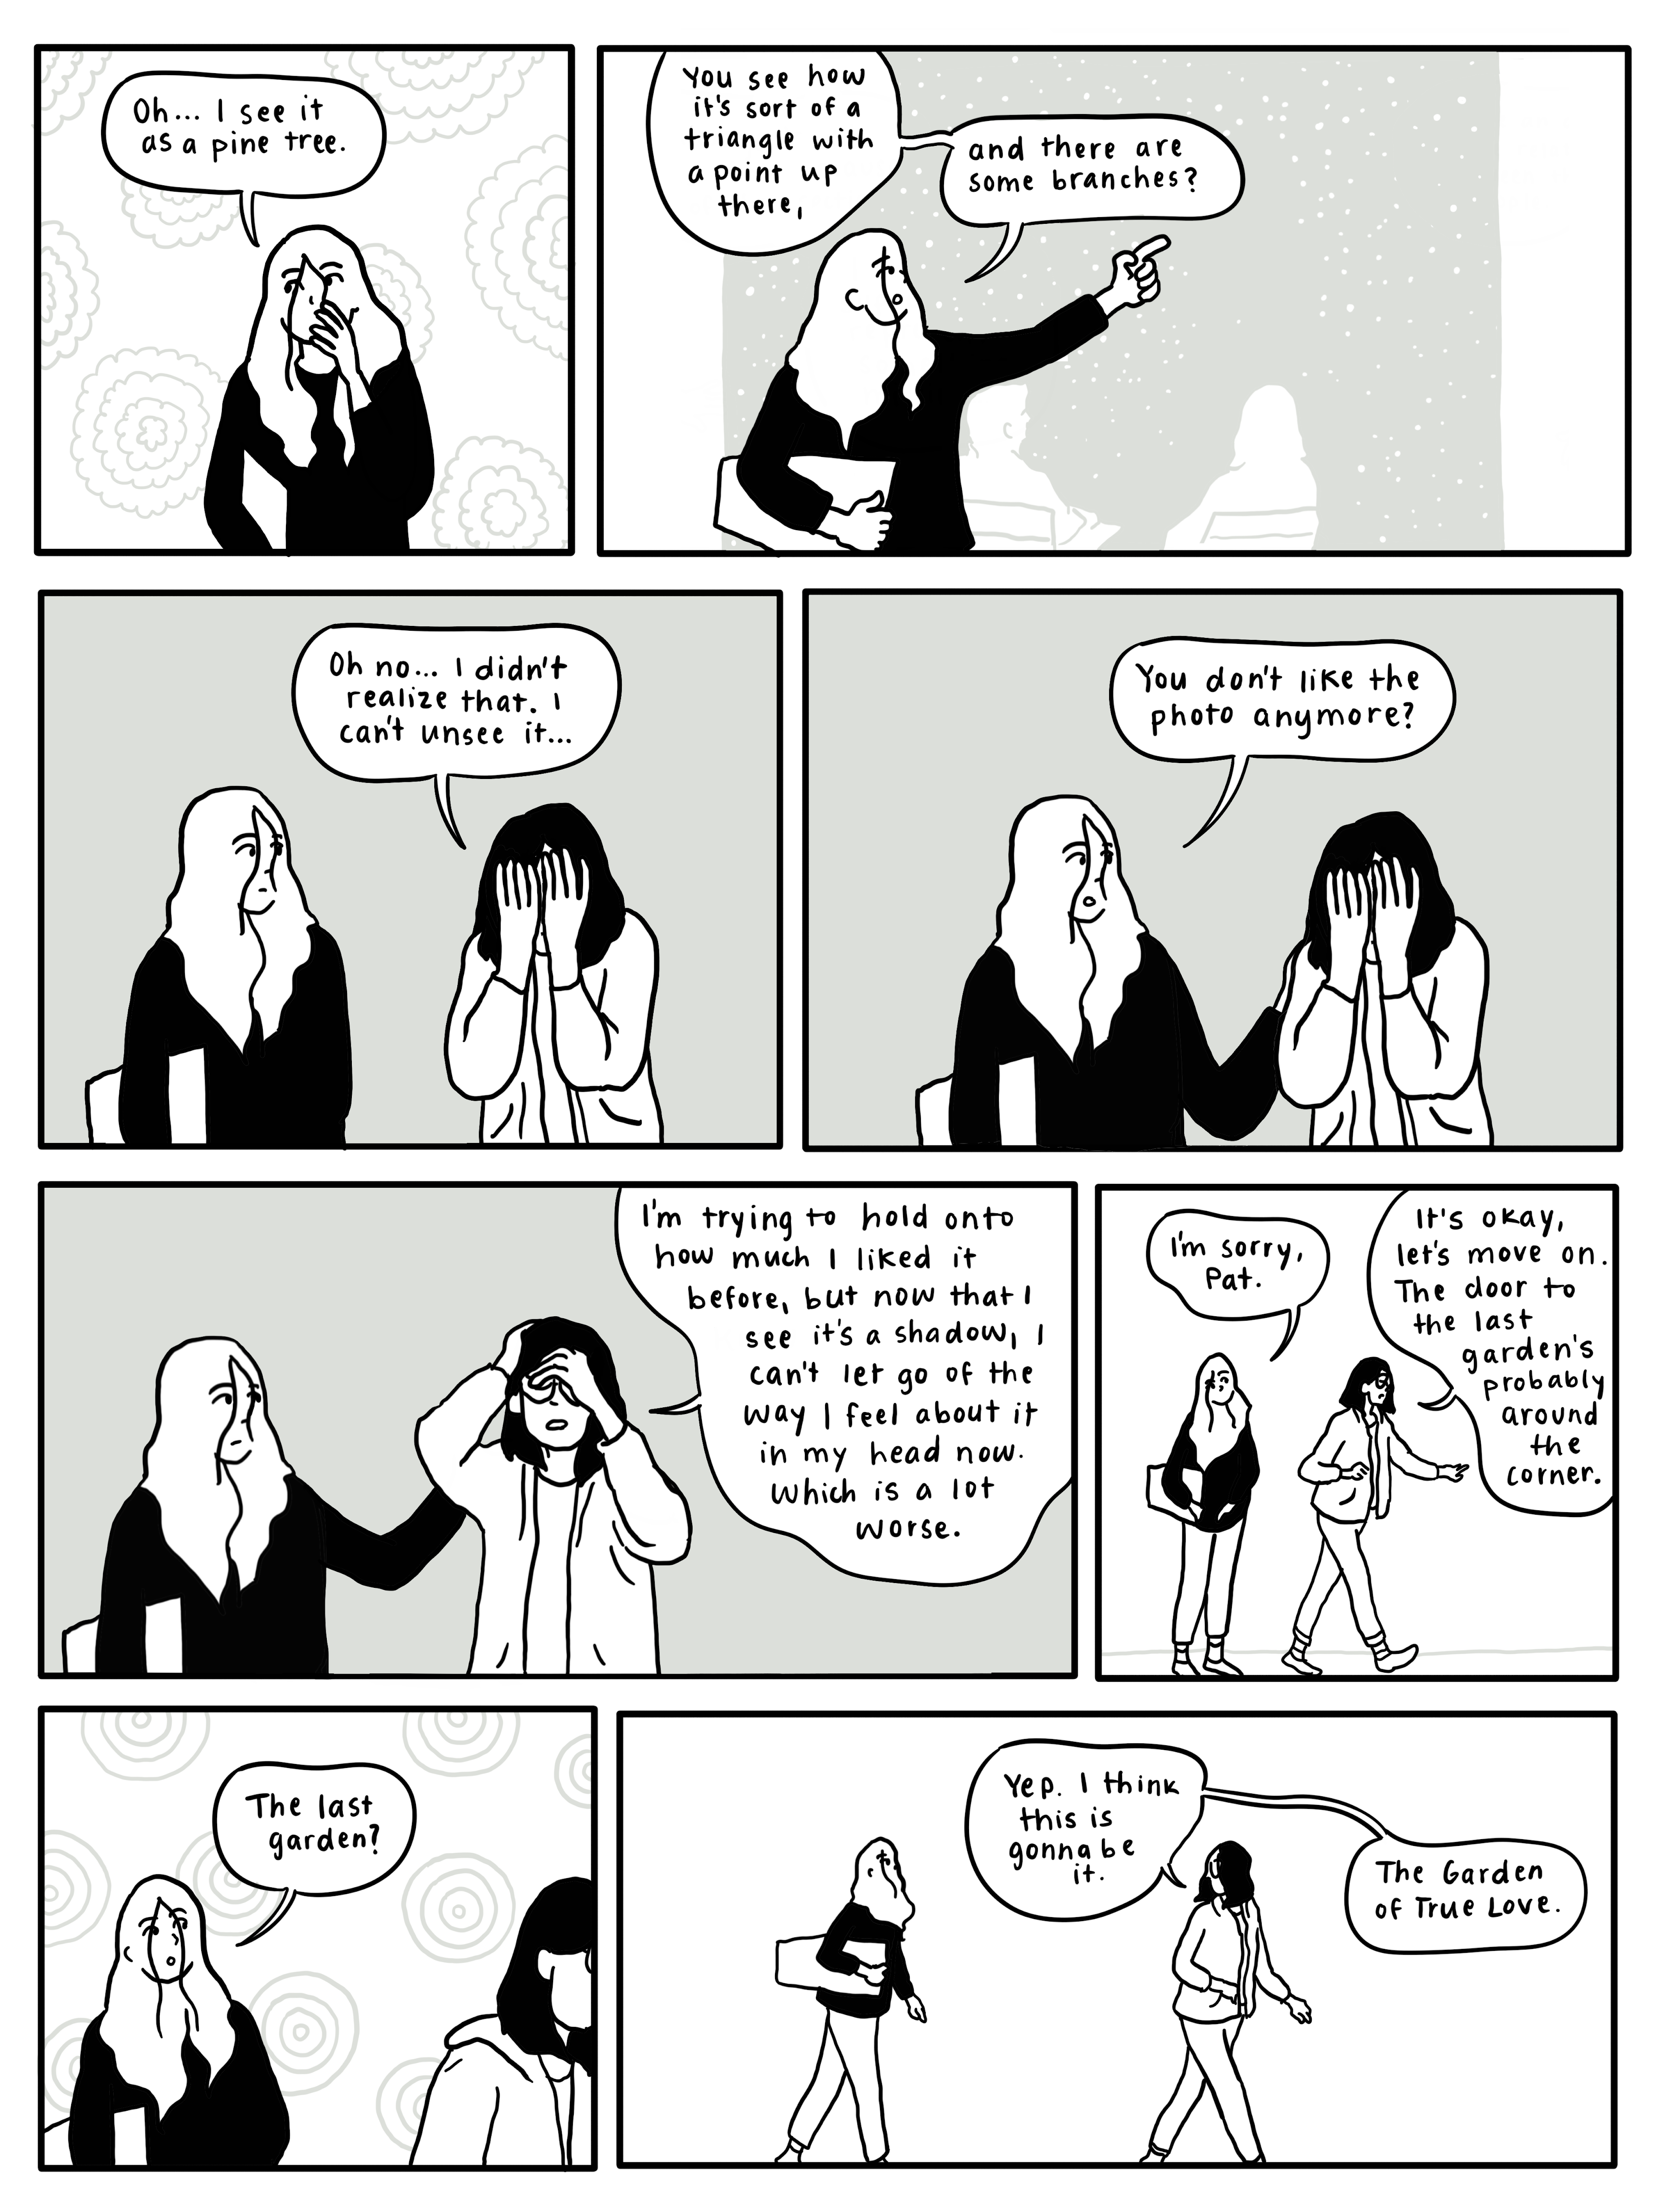 Oh... I see it
as a pine tree.
You see how
it's sort of a
triangle with
a point up
there,
and there are
some branches?
Oh no... I didn't
realize that. I
can't unsee it...
You don't like the
photo anymore?
I'm trying to hold onto
how much I liked it
before, but now that I
see it's a shadow, I
can't let go of the
way I feel about it
in my head now.
Which is a lot
worse.
I'm sorry,
Pat.
It's okay,
let's move on.
The door to
the last
garden's
probably
around
the
corner.
The last
garden?
Yep. I think
this is
gonna be
it.
The Garden
of True Love.